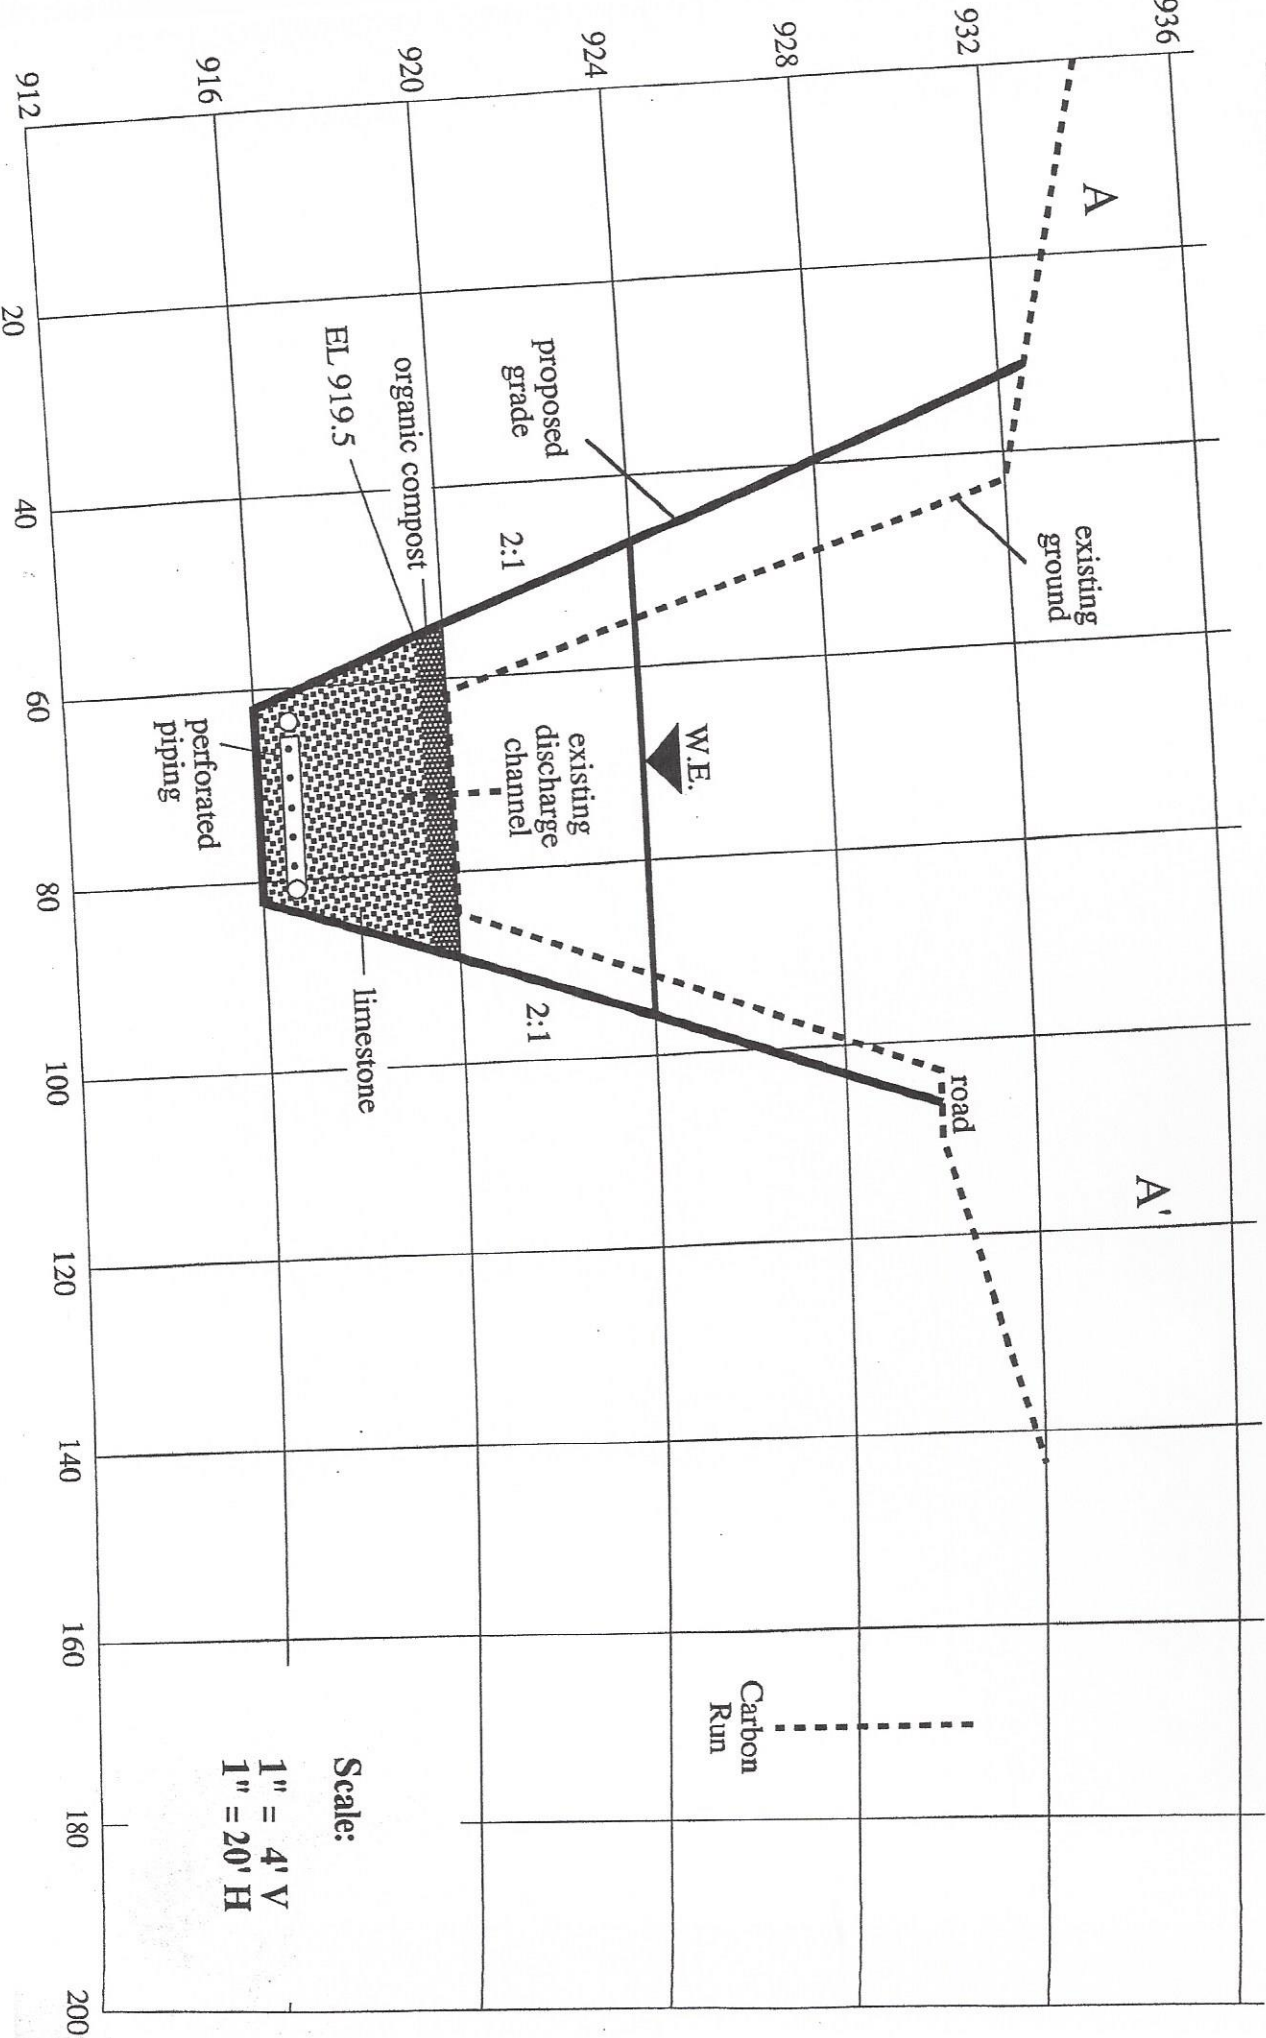 936
932
928
924
920
916
912
A
A'
existing
ground
proposed
grade
2:1
W.E.
road
existing
discharge
channel
2:1
organic compost
EL 919.5
limestone
perforated
piping
Carbon
Run
Scale:
1" = 4' V
1" = 20' H
20
40
60
80
100
120
140
160
180
200